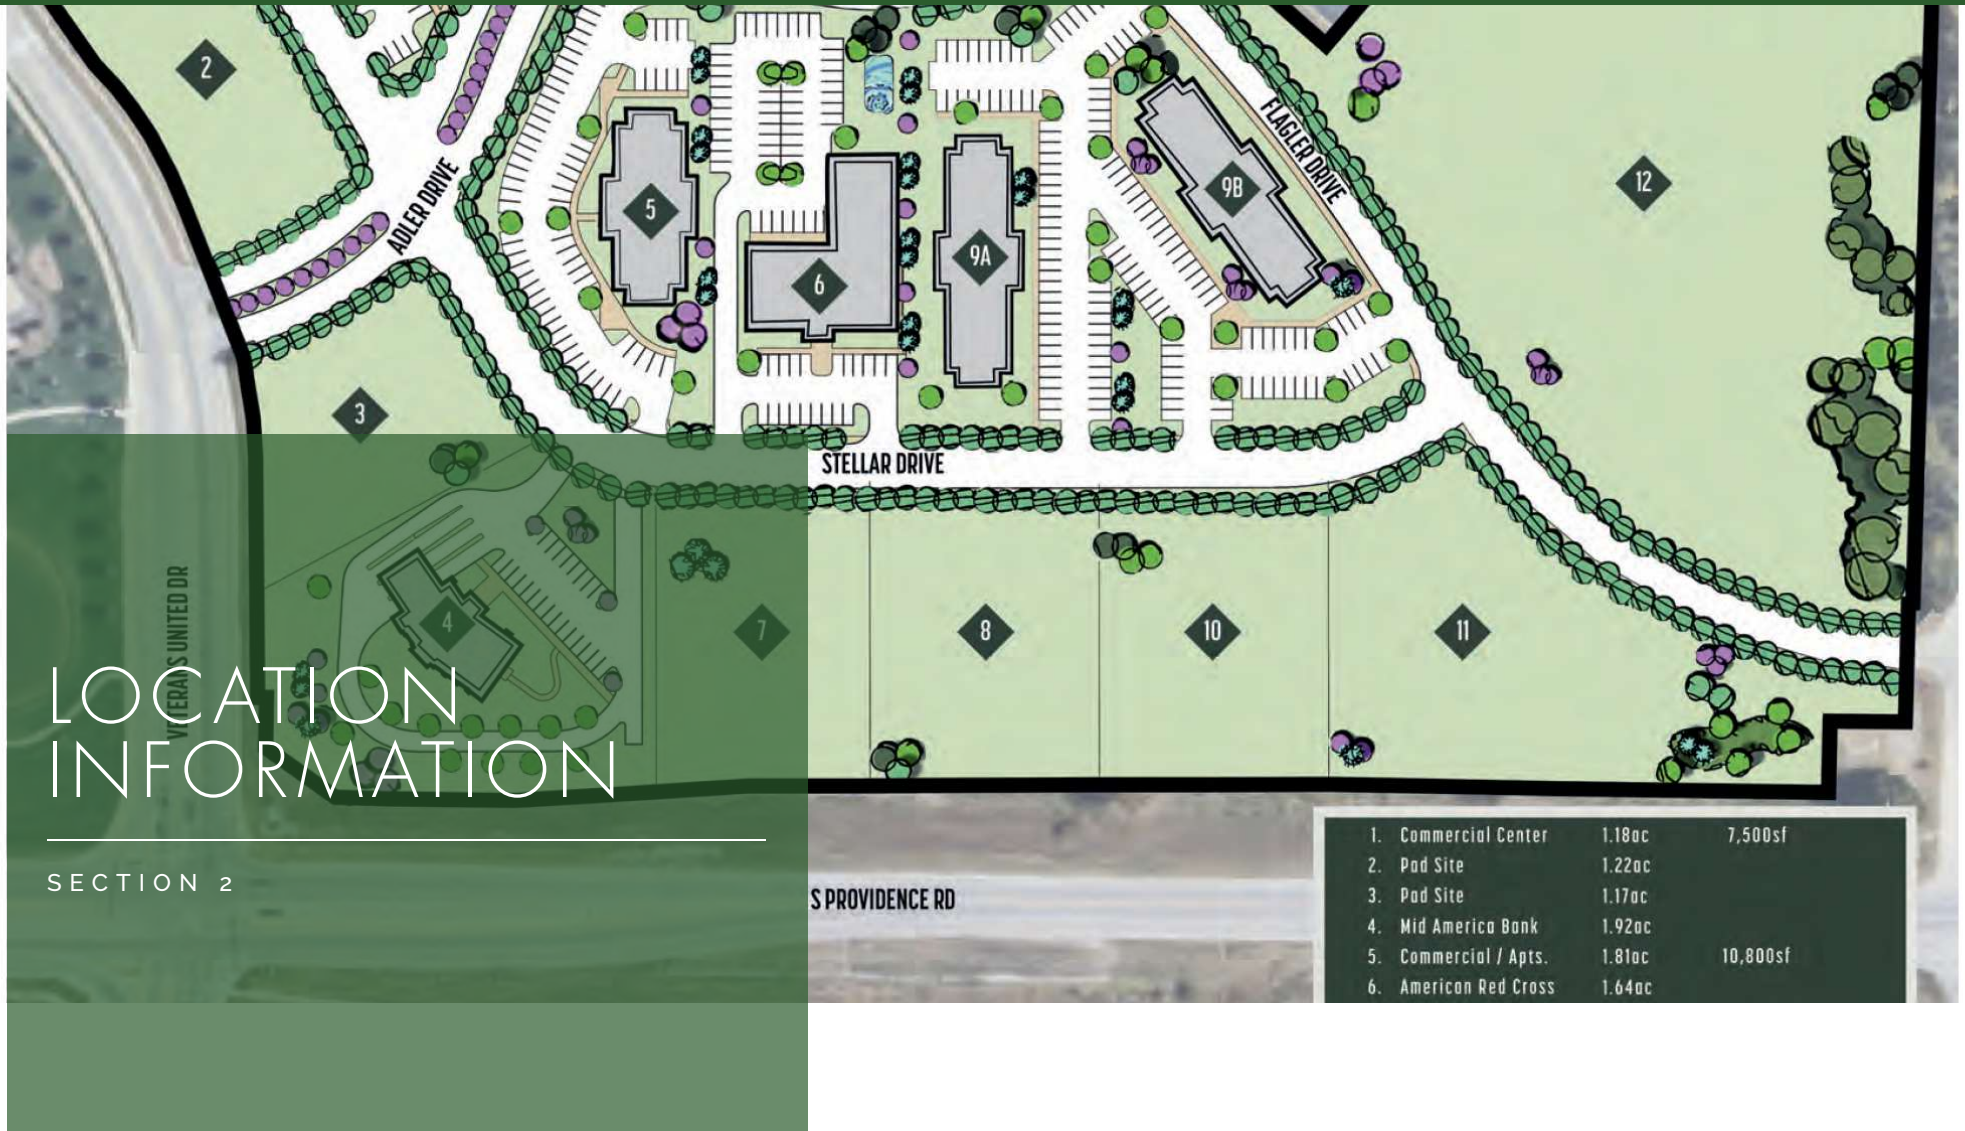 2
ADLER DRIVE
5
6
9A
9B
FLAGLER DRIVE
12
3
STELLAR DRIVE
VETERANS UNITED DR
4
7
8
10
11
LOCATION
INFORMATION
SECTION 2
S PROVIDENCE RD
1. Commercial Center 1.18ac 7,500sf
2. Pad Site 1.22ac
3. Pad Site 1.17ac
4. Mid America Bank 1.92ac
5. Commercial / Apts. 1.81ac 10,800sf
6. American Red Cross 1.64ac